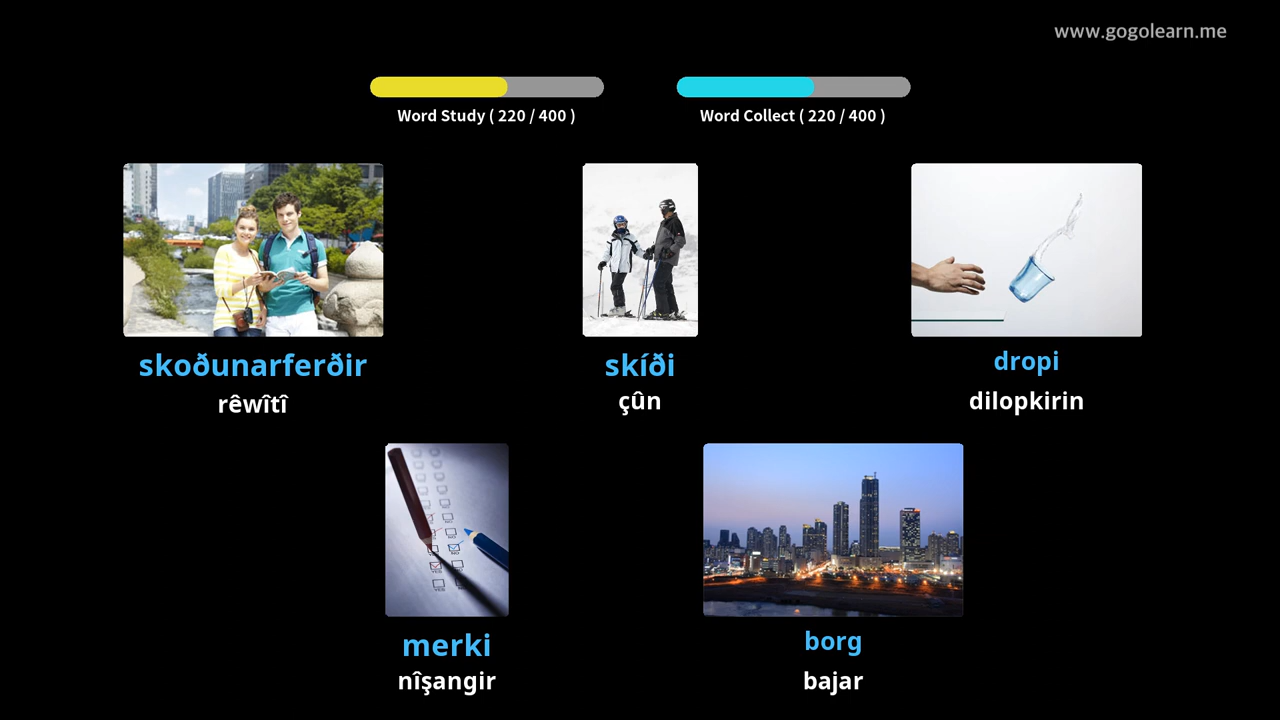 www.gogolearn.me
Word Study ( 220 / 400 )
Word Collect ( 220 / 400 )
skoðunarferðir
rêwîtî
skíði
çûn
dropi
dilopkirin
merki
nîşangir
borg
bajar